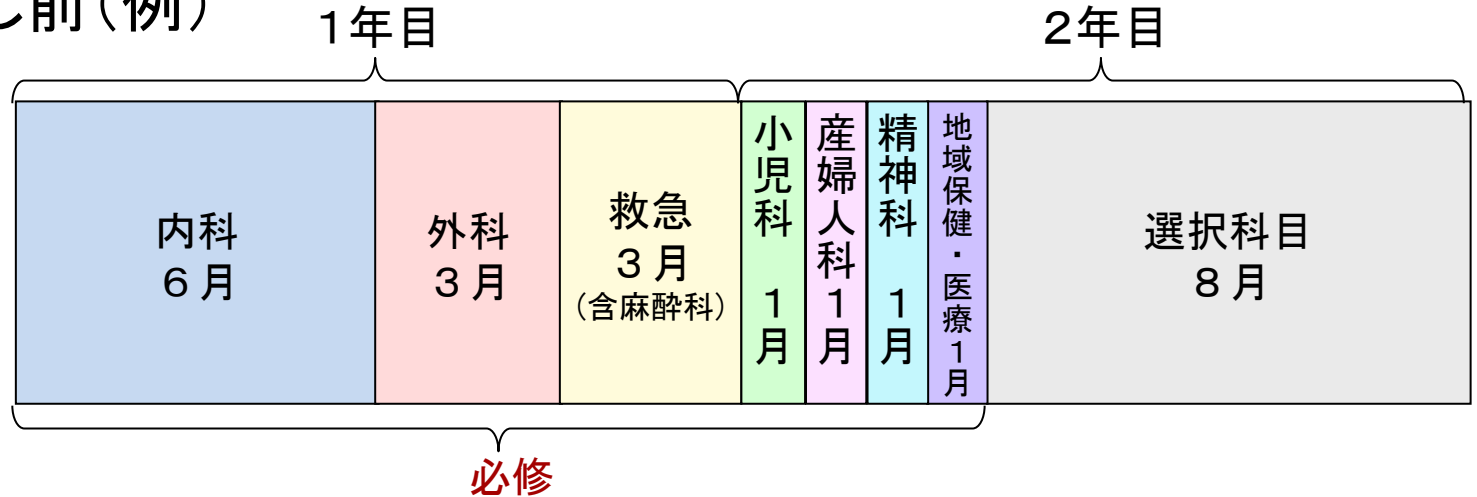 し前(例)
1年目
2年目
内科
6月
外科
3月
救急
3月
(含麻酔科)
小児科 1月
産婦人科1月
精神科 1月
地域保健・医療1月
選択科目
8月
必修